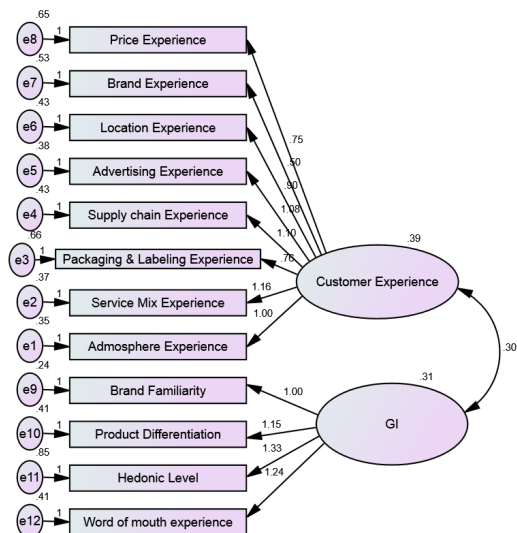 .65
e8 1 Price Experience
.53
e7 1 Brand Experience
.43
e6 1 Location Experience
.38
e5 1 Advertising Experience
.43
e4 1 Supply chain Experience
.66
e3 1 Packaging & Labeling Experience
.37
e2 1 Service Mix Experience
.35
e1 1 Admosphere Experience
.24
e9 1 Brand Familiarity
.41
e10 1 Product Differentiation
.85
e11 1 Hedonic Level
.41
e12 1 Word of mouth experience
.75
.50
.90
1.08
1.10
.76
1.16
1.00
.39
Customer Experience
.30
.31
GI
1.00
1.15
1.33
1.24